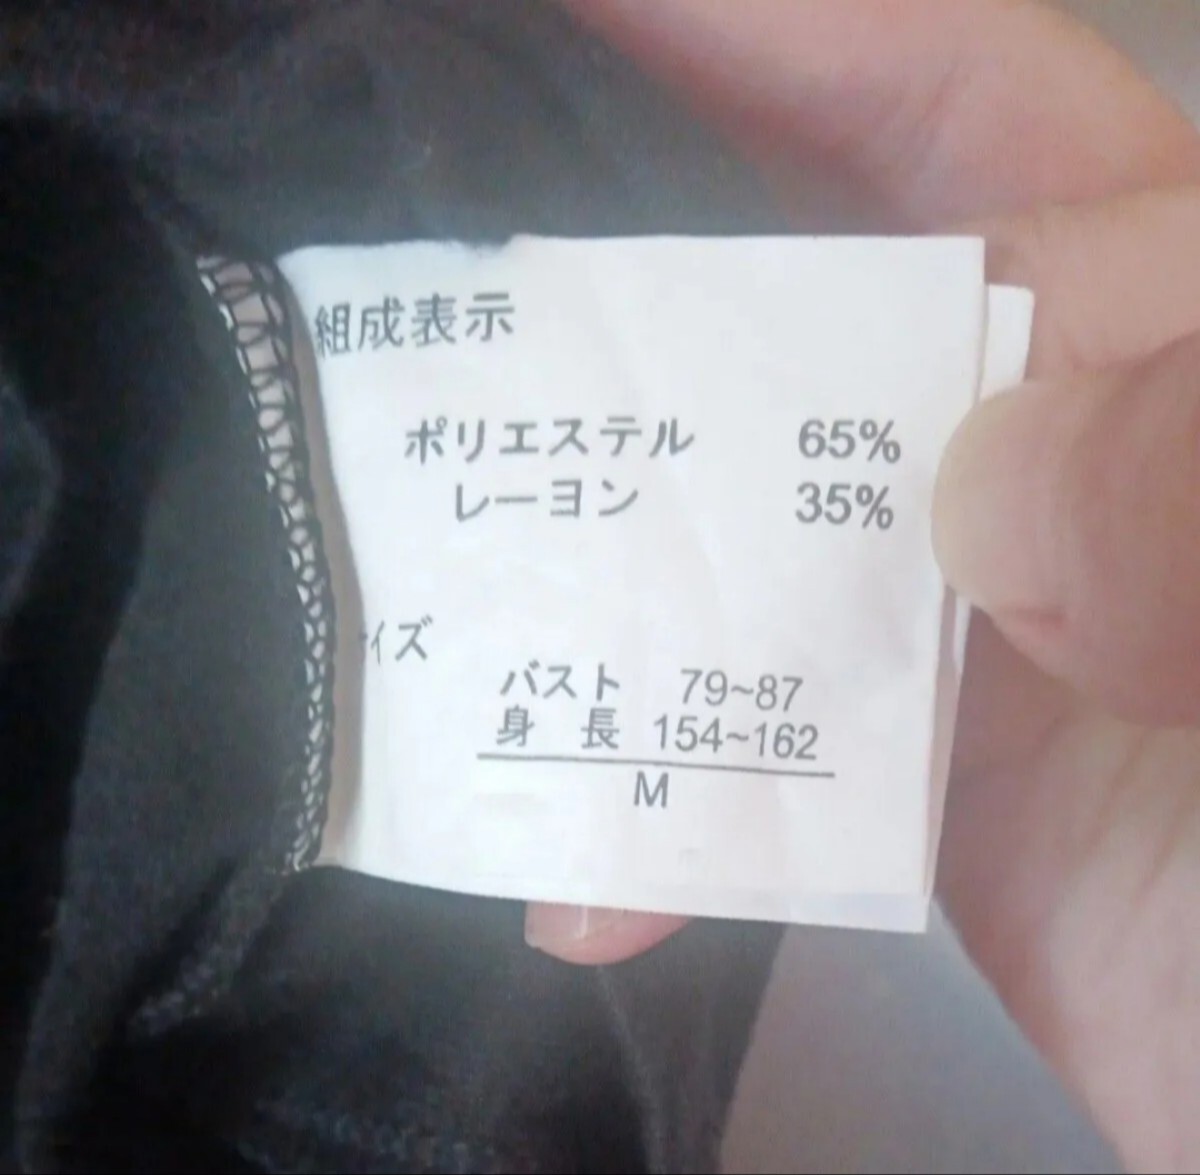 組成表示
ポリエステル 65%
レーヨン 35%
イズ
バスト 79~87
身 長 154~162
M